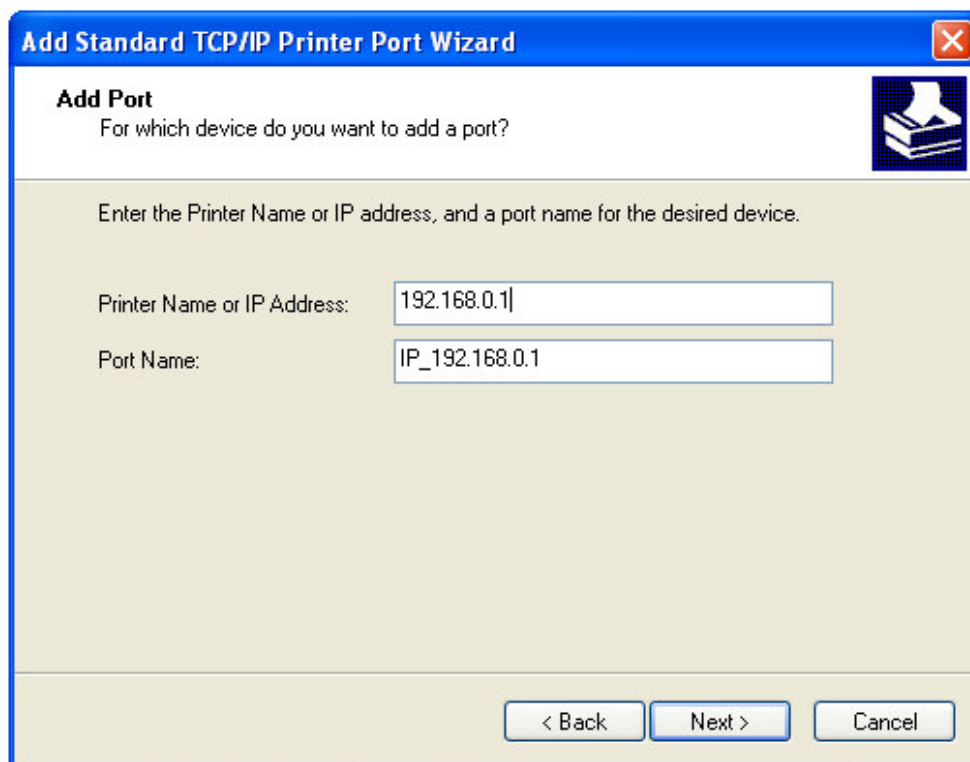 Add Standard TCP/IP Printer Port Wizard
Add Port
For which device do you want to add a port?
Enter the Printer Name or IP address, and a port name for the desired device.
Printer Name or IP Address: 192.168.0.1
Port Name: IP_192.168.0.1
< Back Next > Cancel